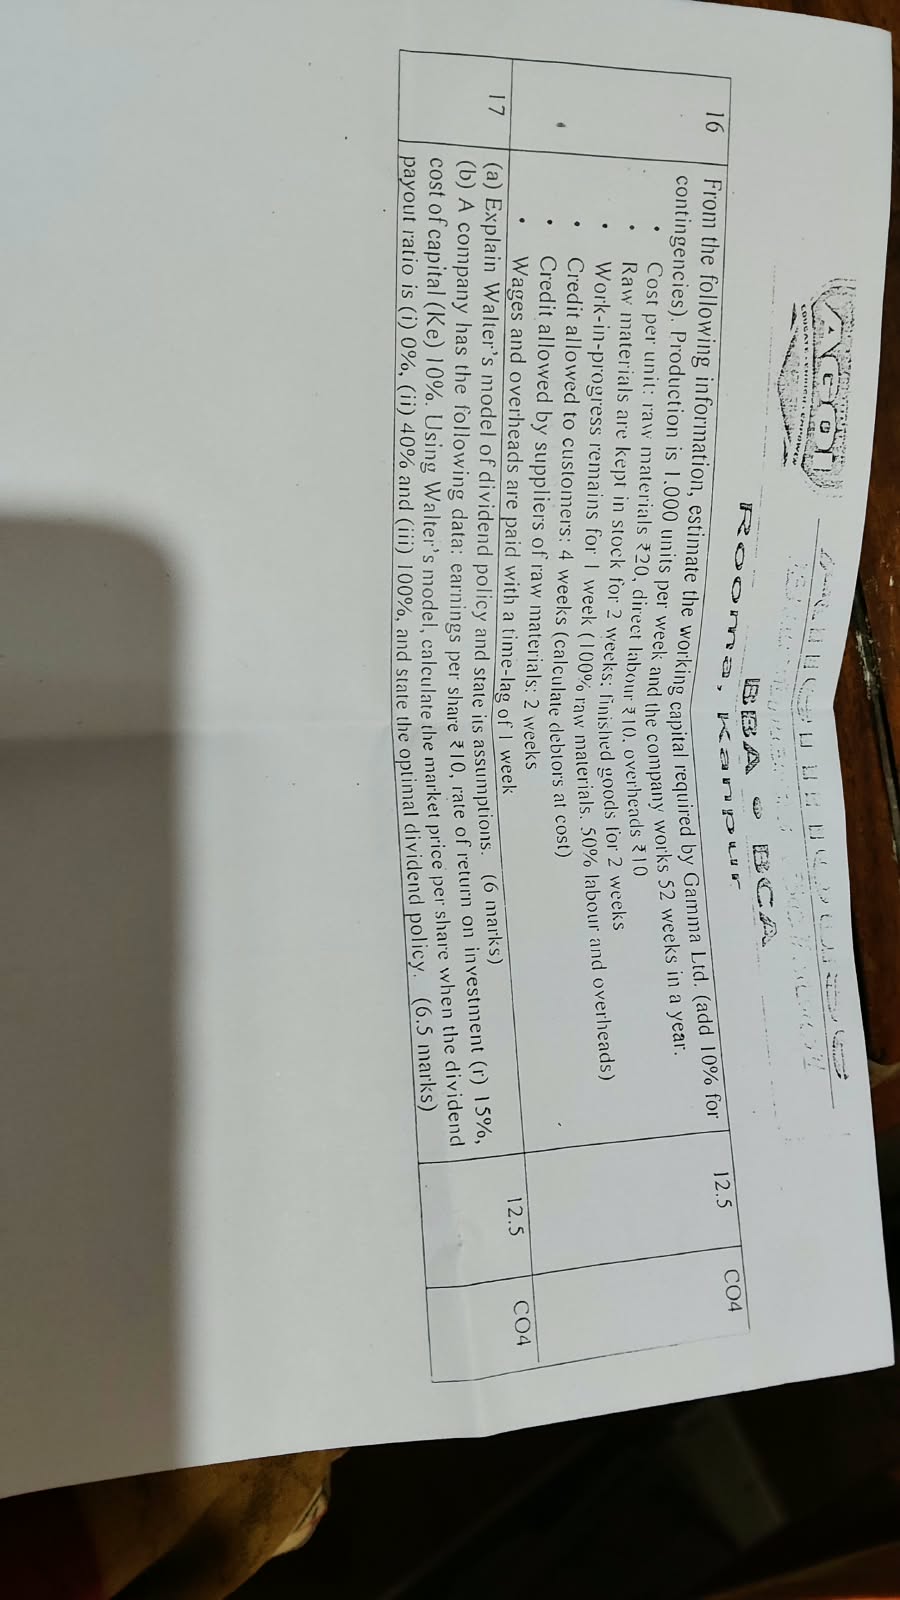 BBA • BCA
Rooma, Kanpur
16 From the following information, estimate the working capital required by Gamma Ltd. (add 10% for 12.5 CO4
contingencies). Production is 1,000 units per week and the company works 52 weeks in a year.
• Cost per unit: raw materials ₹20, direct labour ₹10, overheads ₹10
• Raw materials are kept in stock for 2 weeks; finished goods for 2 weeks
• Work-in-progress remains for 1 week (100% raw materials, 50% labour and overheads)
• Credit allowed to customers: 4 weeks (calculate debtors at cost)
• Credit allowed by suppliers of raw materials: 2 weeks
• Wages and overheads are paid with a time-lag of 1 week
17 (a) Explain Walter's model of dividend policy and state its assumptions. (6 marks) 12.5 CO4
(b) A company has the following data: earnings per share ₹10, rate of return on investment (r) 15%,
cost of capital (Ke) 10%. Using Walter's model, calculate the market price per share when the dividend
payout ratio is (i) 0%, (ii) 40% and (iii) 100%, and state the optimal dividend policy. (6.5 marks)